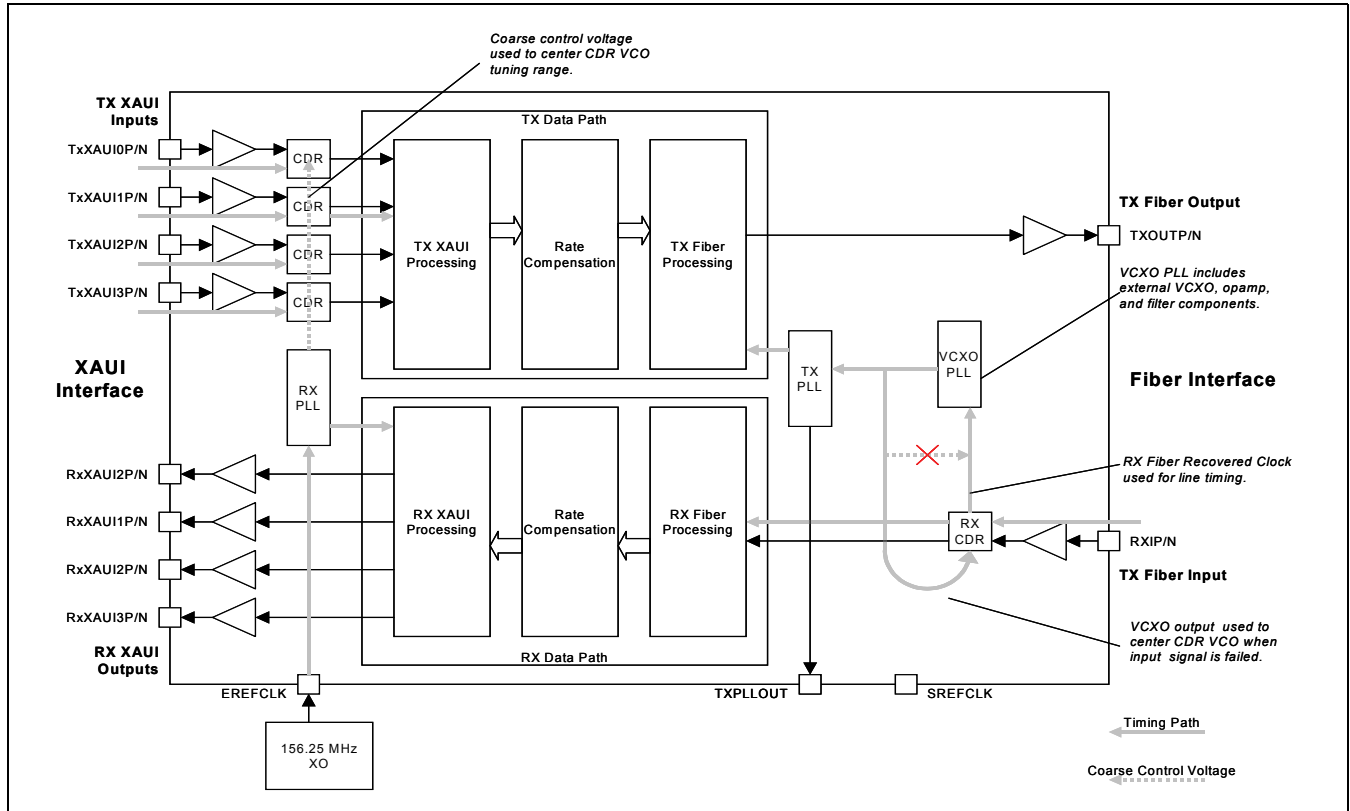 Coarse control voltage
used to center CDR VCO
tuning range.
TX XAUI
Inputs
TX Data Path
TxXAUI0P/N
CDR
TxXAUI1P/N
CDR
TxXAUI2P/N
CDR
TxXAUI3P/N
CDR
TX XAUI
Processing
Rate
Compensation
TX Fiber
Processing
TX Fiber Output
TXOUTP/N
VCXO PLL includes
external VCXO, opamp,
and filter components.
XAUI
Interface
RX
PLL
TX
PLL
VCXO
PLL
Fiber Interface
RxXAUI2P/N
RxXAUI1P/N
RxXAUI2P/N
RxXAUI3P/N
RX XAUI
Outputs
RX XAUI
Processing
Rate
Compensation
RX Fiber
Processing
RX Fiber Recovered Clock
used for line timing.
RX
CDR
RXIP/N
TX Fiber Input
VCXO output used to
center CDR VCO when
input signal is failed.
RX Data Path
EREFCLK
TXPLLOUT
SREFCLK
156.25 MHz
XO
Timing Path
Coarse Control Voltage